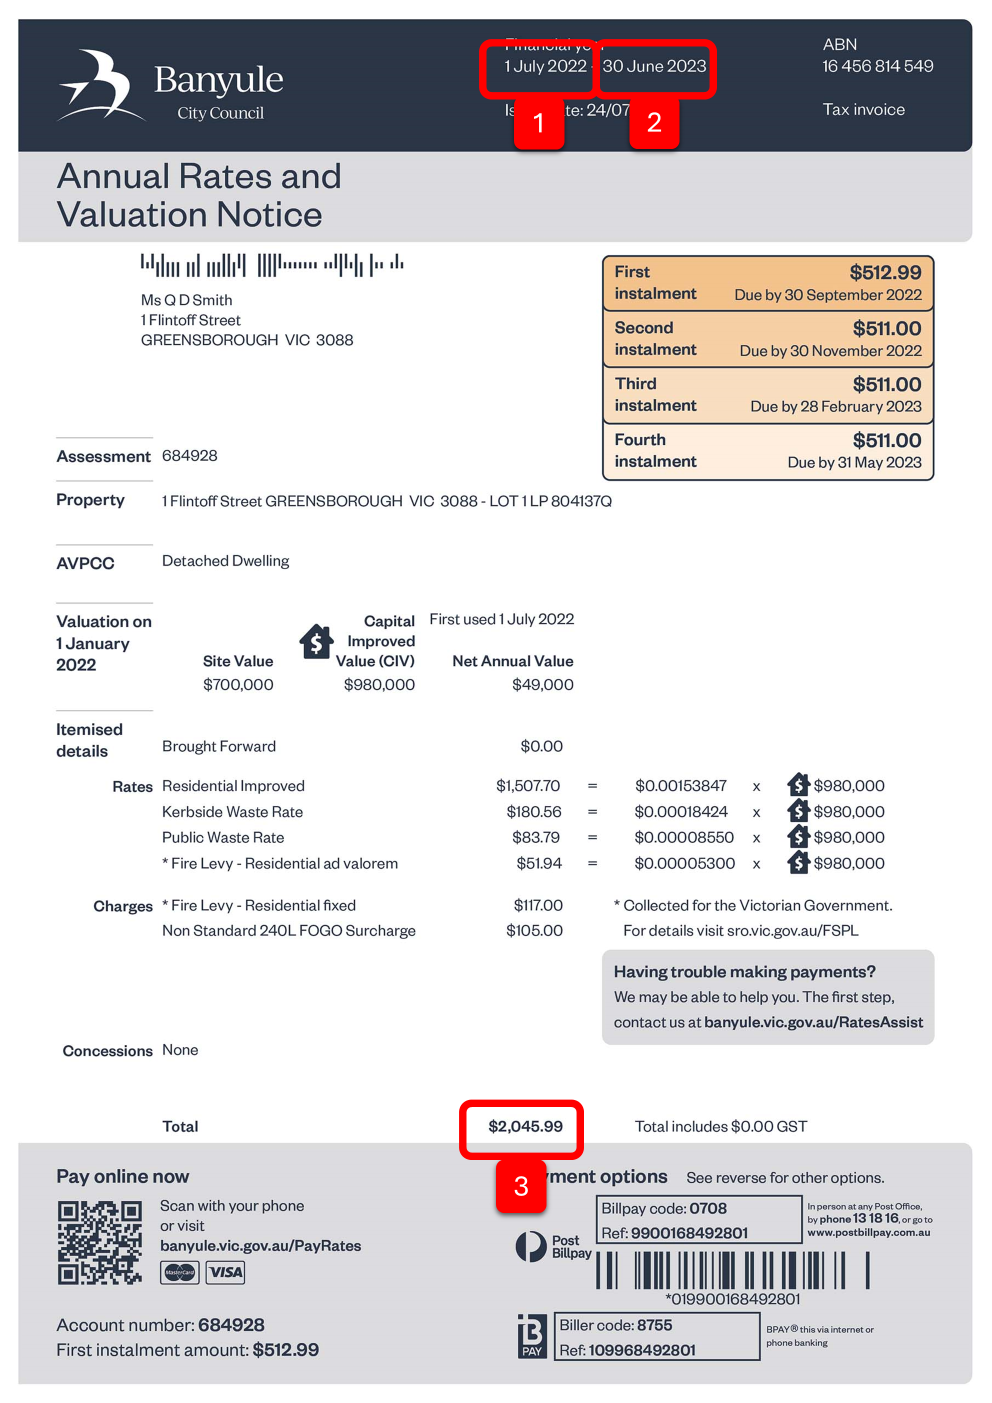 Banyule
City Council
1 July 2022 - 30 June 2023
24/07
1
2
ABN
16 456 814 549
Tax invoice
Annual Rates and
Valuation Notice
Ms Q D Smith
1 Flintoff Street
GREENSBOROUGH VIC 3088
First instalment $512.99
Due by 30 September 2022
Second instalment $511.00
Due by 30 November 2022
Third instalment $511.00
Due by 28 February 2023
Fourth instalment $511.00
Due by 31 May 2023
Assessment 684928
Property 1 Flintoff Street GREENSBOROUGH VIC 3088 - LOT 1 LP 804137Q
AVPCC Detached Dwelling
Valuation on
1 January
2022
First used 1 July 2022
Site Value
$700,000
Capital
Improved
Value (CIV)
$980,000
Net Annual Value
$49,000
Itemised
details
Brought Forward $0.00
Rates Residential Improved $1,507.70 = $0.00153847 x $ $980,000
Kerbside Waste Rate $180.56 = $0.00018424 x $ $980,000
Public Waste Rate $83.79 = $0.00008550 x $ $980,000
* Fire Levy - Residential ad valorem $51.94 = $0.00005300 x $ $980,000
Charges * Fire Levy - Residential fixed $117.00
Non Standard 240L FOGO Surcharge $105.00
* Collected for the Victorian Government.
For details visit sro.vic.gov.au/FSPL
Having trouble making payments?
We may be able to help you. The first step,
contact us at banyule.vic.gov.au/RatesAssist
Concessions None
Total $2,045.99 Total includes $0.00 GST
3
Pay online now
Scan with your phone
or visit
banyule.vic.gov.au/PayRates
MasterCard VISA
Account number: 684928
First instalment amount: $512.99
options See reverse for other options.
Post
Billpay
Billpay code: 0708
Ref: 9900168492801
In person at any Post Office,
by phone 13 18 16, or go to
www.postbillpay.com.au
*019900168492801
B
PAY
Biller code: 8755
Ref: 109968492801
BPAY® this via internet or
phone banking